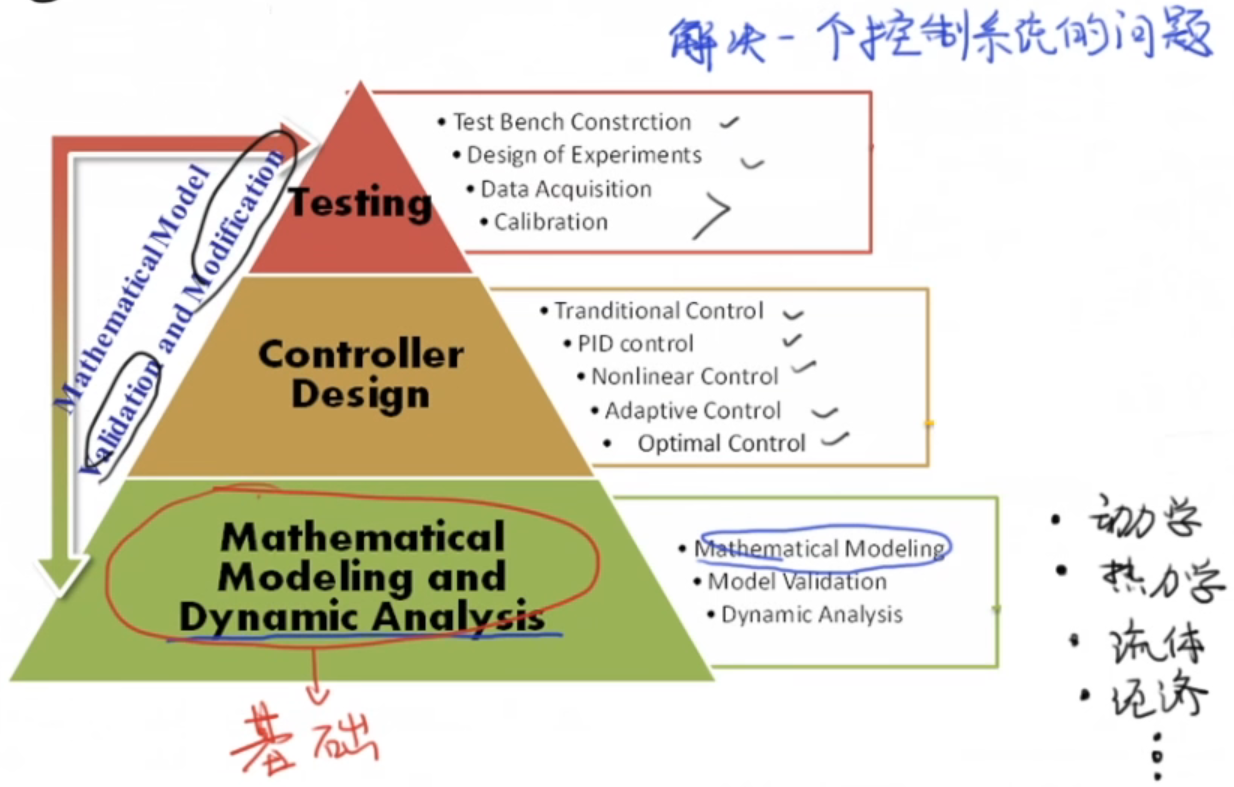 解决一个控制系统的问题
• Test Bench Constrction
• Design of Experiments
• Data Acquisition
• Calibration
Testing
Mathematical Model
Validation and Modification
• Tranditional Control
• PID control
• Nonlinear Control
• Adaptive Control
• Optimal Control
Controller
Design
Mathematical
Modeling and
Dynamic Analysis
• Mathematical Modeling
• Model Validation
• Dynamic Analysis
• 动力学
• 热力学
• 流体
• 经济
基础